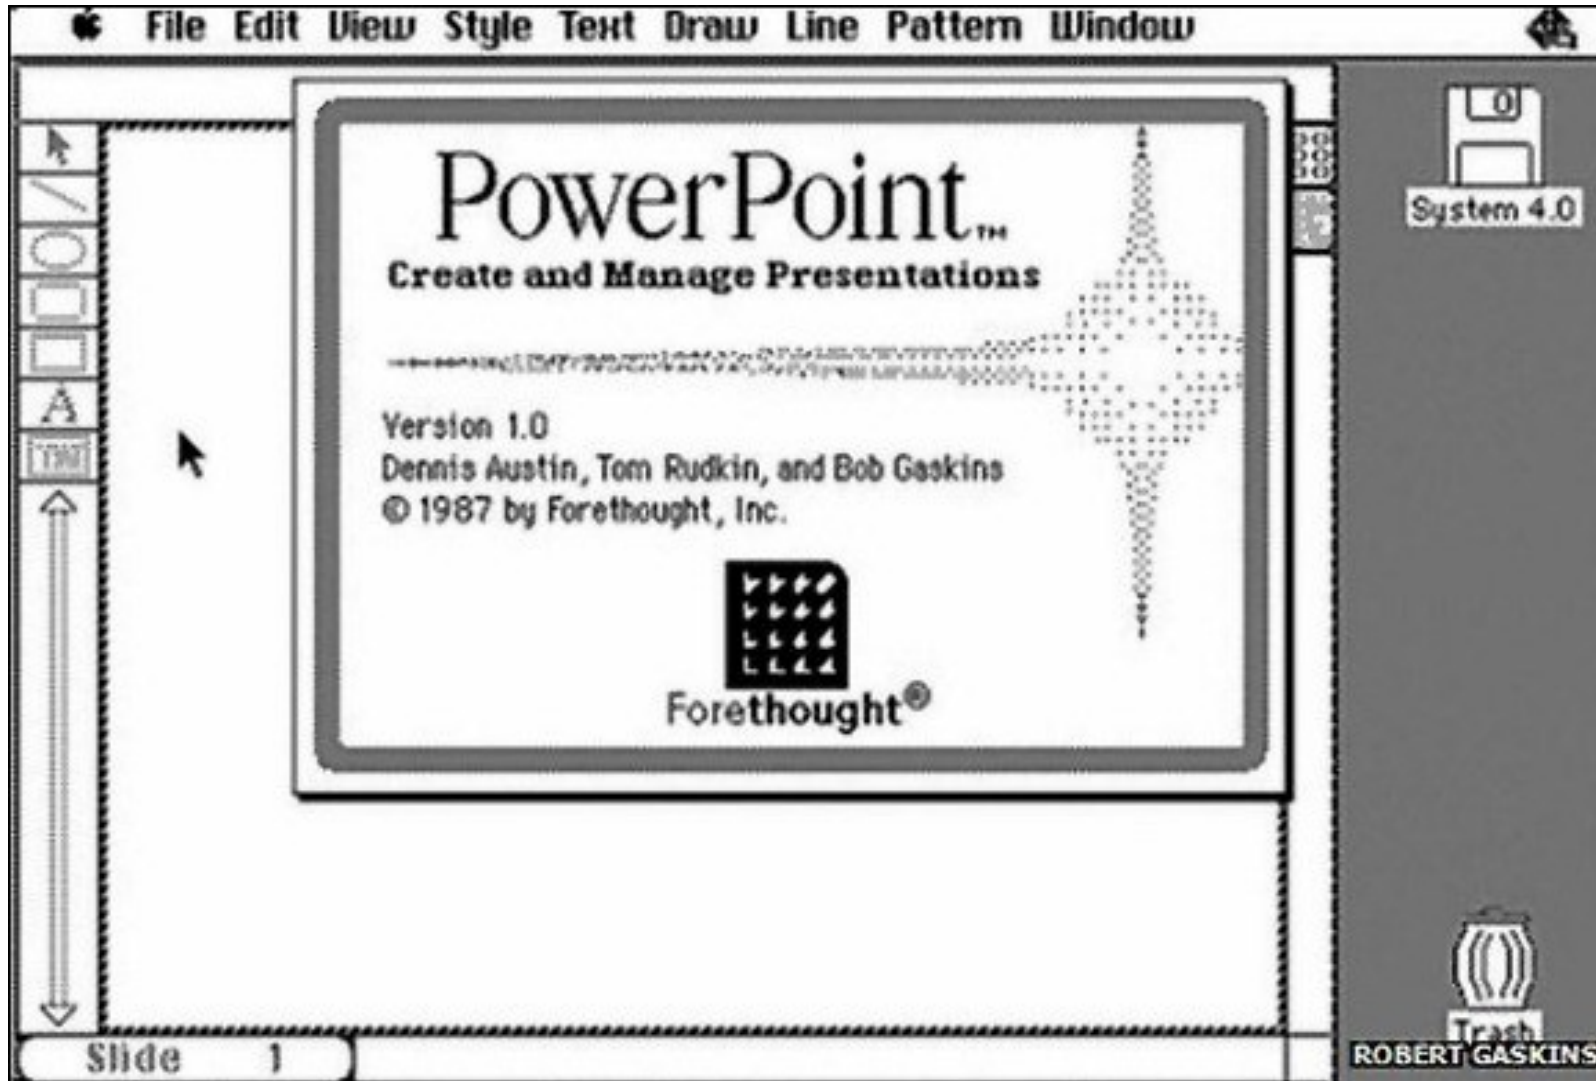 File Edit View Style Text Draw Line Pattern Window
PowerPoint™
Create and Manage Presentations
Version 1.0
Dennis Austin, Tom Rudkin, and Bob Gaskins
© 1987 by Forethought, Inc.
Forethought®
System 4.0
A
Trash
Slide 1
ROBERT GASKINS